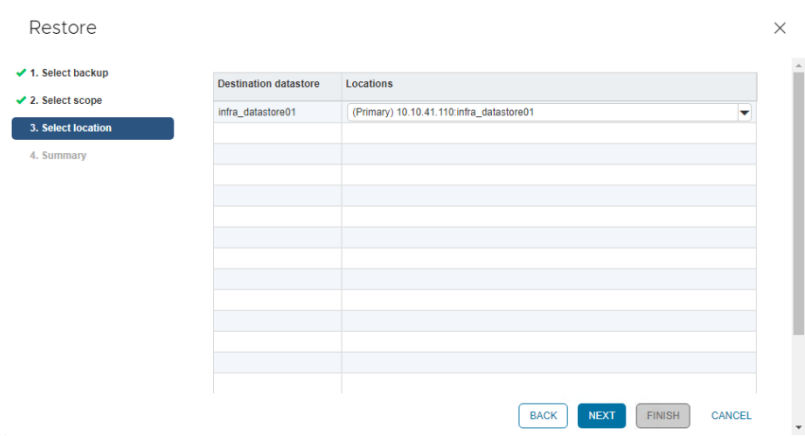 Restore
1. Select backup
2. Select scope
3. Select location
4. Summary
Destination datastore Locations
infra_datastore01 (Primary) 10.10.41.110:infra_datastore01
BACK NEXT FINISH CANCEL